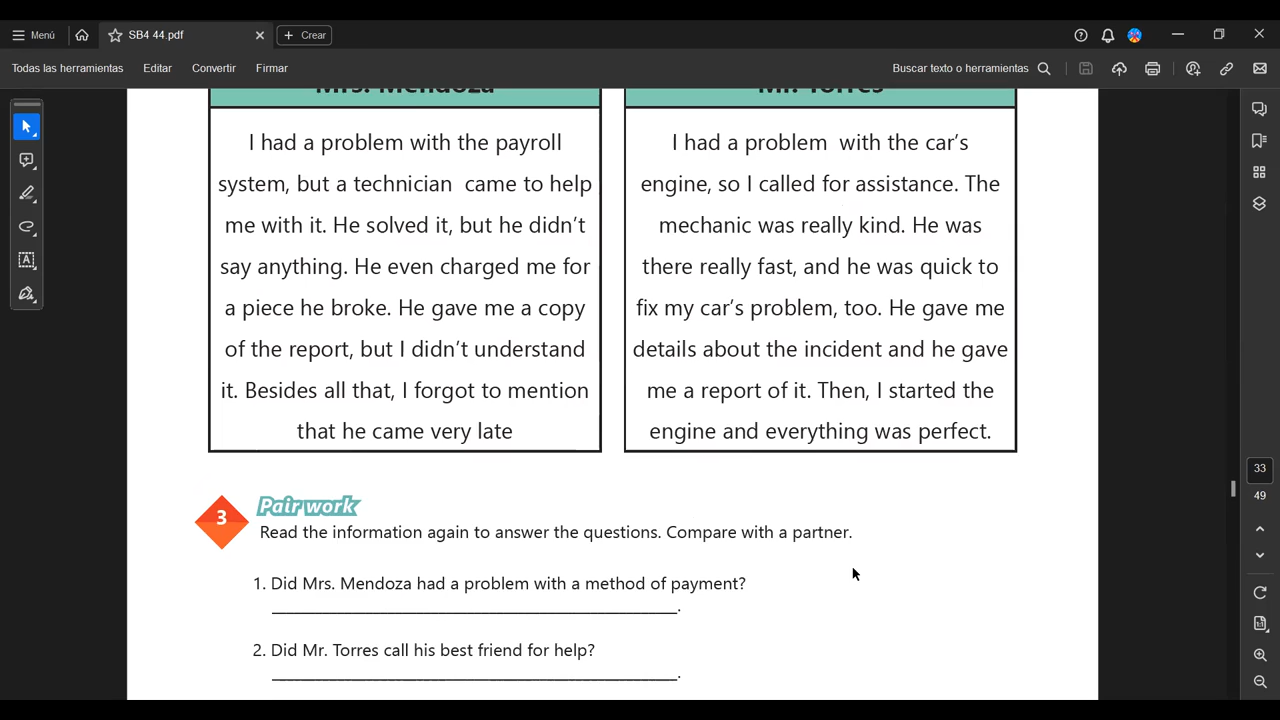 Menú
SB4 44.pdf
Crear
Todas las herramientas
Editar
Convertir
Firmar
Buscar texto o herramientas
Mrs. Mendoza
I had a problem with the payroll
system, but a technician came to help
me with it. He solved it, but he didn't
say anything. He even charged me for
a piece he broke. He gave me a copy
of the report, but I didn't understand
it. Besides all that, I forgot to mention
that he came very late
Mr. Torres
I had a problem with the car's
engine, so I called for assistance. The
mechanic was really kind. He was
there really fast, and he was quick to
fix my car's problem, too. He gave me
details about the incident and he gave
me a report of it. Then, I started the
engine and everything was perfect.
3
Pair work
Read the information again to answer the questions. Compare with a partner.
1. Did Mrs. Mendoza had a problem with a method of payment?
2. Did Mr. Torres call his best friend for help?
33
49